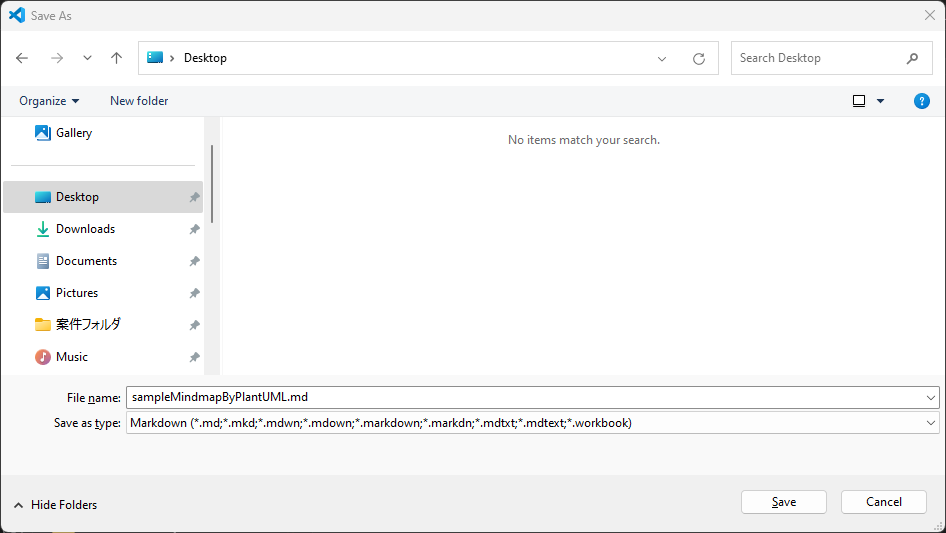 Save As
Desktop
Search Desktop
Organize
New folder
?
Gallery
No items match your search.
Desktop
Downloads
Documents
Pictures
案件フォルダ
Music
File name: sampleMindmapByPlantUML.md
Save as type: Markdown (*.md;*.mkd;*.mdwn;*.mdown;*.markdown;*.markdn;*.mdtxt;*.mdtext;*.workbook)
Hide Folders
Save
Cancel